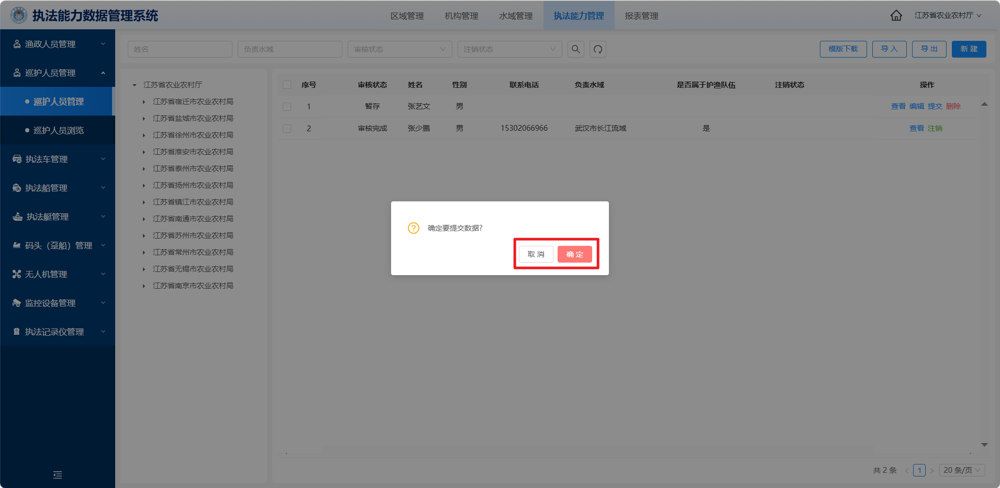 执法能力数据管理系统
区域管理 机构管理 水域管理 执法能力管理 报表管理
江苏省农业农村厅
渔政人员管理
巡护人员管理
巡护人员管理
巡护人员浏览
执法车管理
执法船管理
执法艇管理
码头（趸船）管理
无人机管理
监控设备管理
执法记录仪管理
姓名 负责水域 审核状态 注销状态
模版下载 导 入 导 出 新 建
江苏省农业农村厅
江苏省宿迁市农业农村局
江苏省盐城市农业农村局
江苏省徐州市农业农村局
江苏省淮安市农业农村局
江苏省泰州市农业农村局
江苏省扬州市农业农村局
江苏省镇江市农业农村局
江苏省南通市农业农村局
江苏省苏州市农业农村局
江苏省常州市农业农村局
江苏省无锡市农业农村局
江苏省南京市农业农村局
序号 审核状态 姓名 性别 联系电话 负责水域 是否属于护渔队伍 注销状态 操作
1 暂存 张艺文 男 查看 编辑 提交 删除
2 审核完成 张少鹏 男 15302066966 武汉市长江流域 是 查看 注销
确定要提交数据?
取 消 确 定
共 2 条 < 1 > 20 条/页